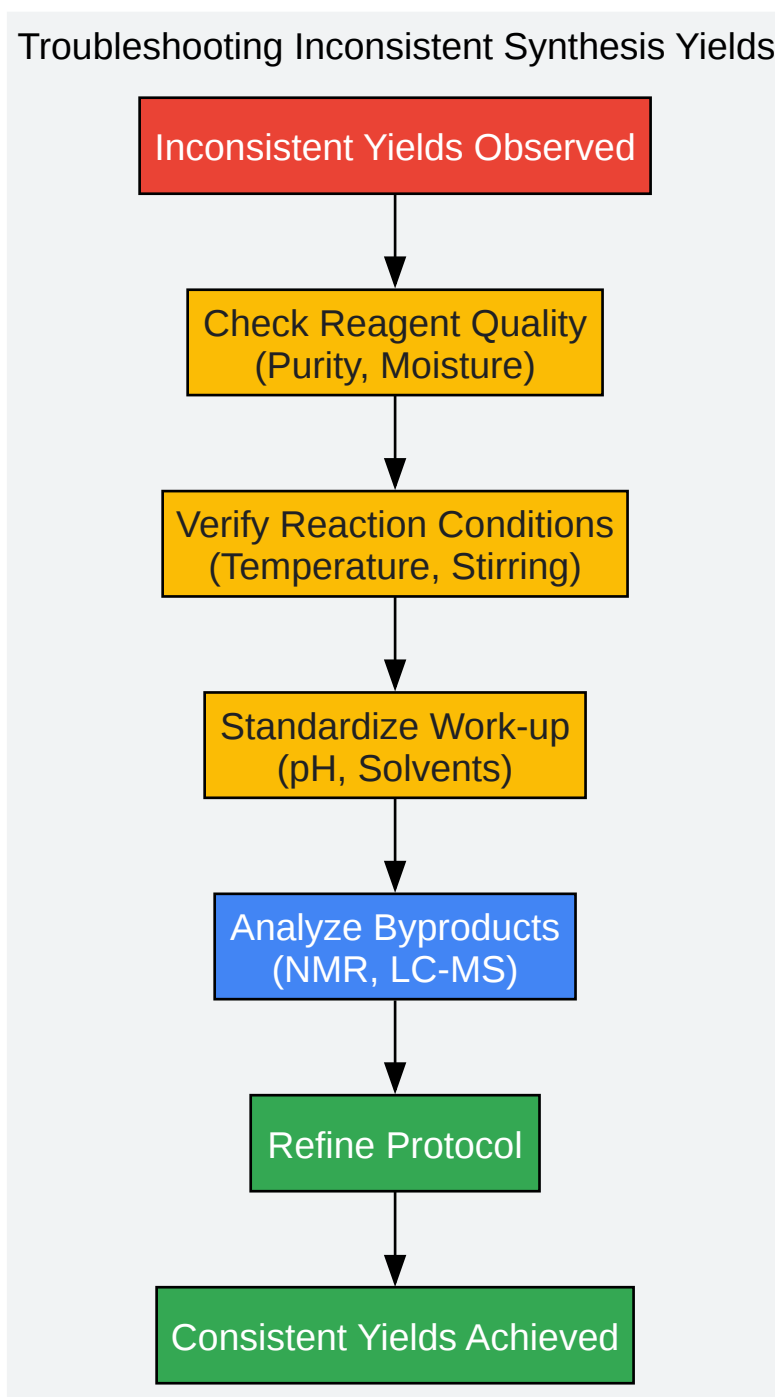 Troubleshooting Inconsistent Synthesis Yields
Inconsistent Yields Observed
Check Reagent Quality
(Purity, Moisture)
Verify Reaction Conditions
(Temperature, Stirring)
Standardize Work-up
(pH, Solvents)
Analyze Byproducts
(NMR, LC-MS)
Refine Protocol
Consistent Yields Achieved